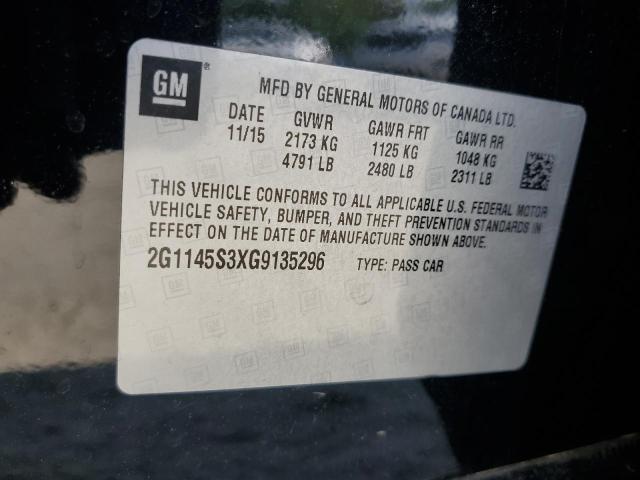 GM ®
MFD BY GENERAL MOTORS OF CANADA LTD.
DATE GVWR GAWR FRT GAWR RR
11/15 2173 KG 1125 KG 1048 KG
4791 LB 2480 LB 2311 LB
THIS VEHICLE CONFORMS TO ALL APPLICABLE U.S. FEDERAL MOTOR
VEHICLE SAFETY, BUMPER, AND THEFT PREVENTION STANDARDS IN
EFFECT ON THE DATE OF MANUFACTURE SHOWN ABOVE.
2G1145S3XG9135296 TYPE: PASS CAR